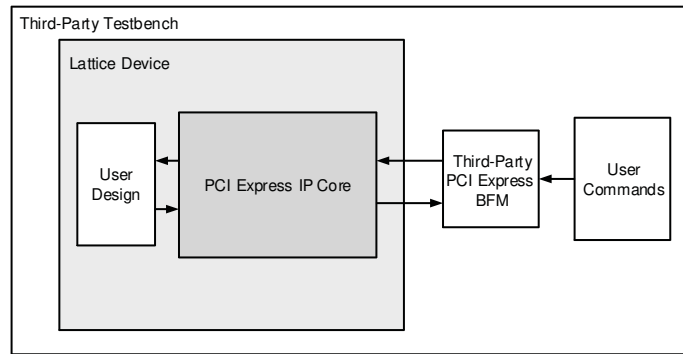 Third-Party Testbench
Lattice Device
User
Design
PCI Express IP Core
Third-Party
PCI Express
BFM
User
Commands